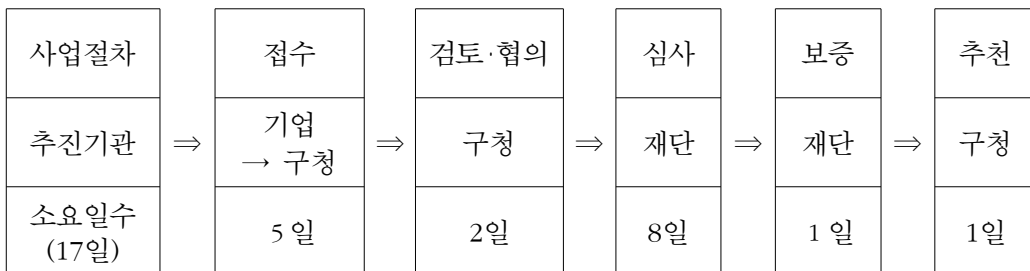 사업절차 접수 검토·협의 심사 보증 추천
추진기관 ⇒ 기업 → 구청 ⇒ 구청 ⇒ 재단 ⇒ 재단 ⇒ 구청
소요일수 (17일) 5 일 2일 8일 1 일 1일